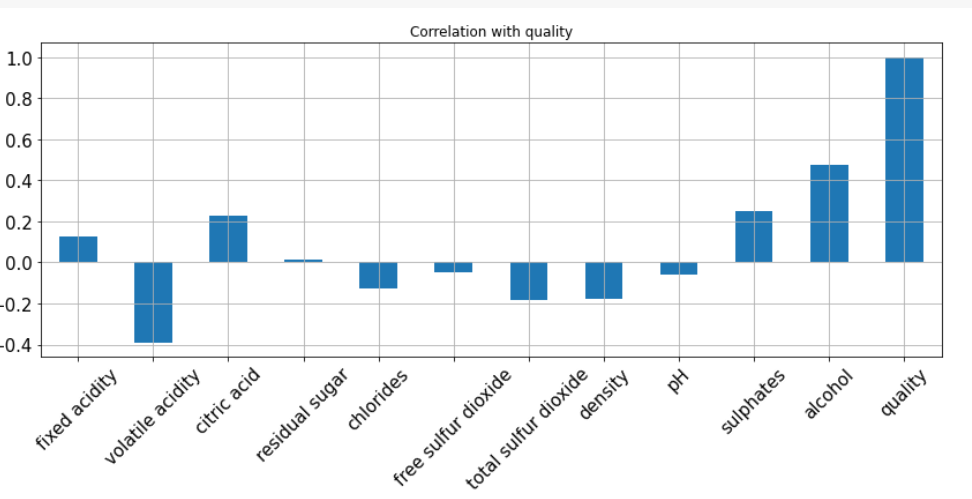 Correlation with quality
1.0
0.8
0.6
0.4
0.2
0.0
-0.2
-0.4
fixed acidity
volatile acidity
citric acid
residual sugar
chlorides
free sulfur dioxide
total sulfur dioxide
density
pH
sulphates
alcohol
quality